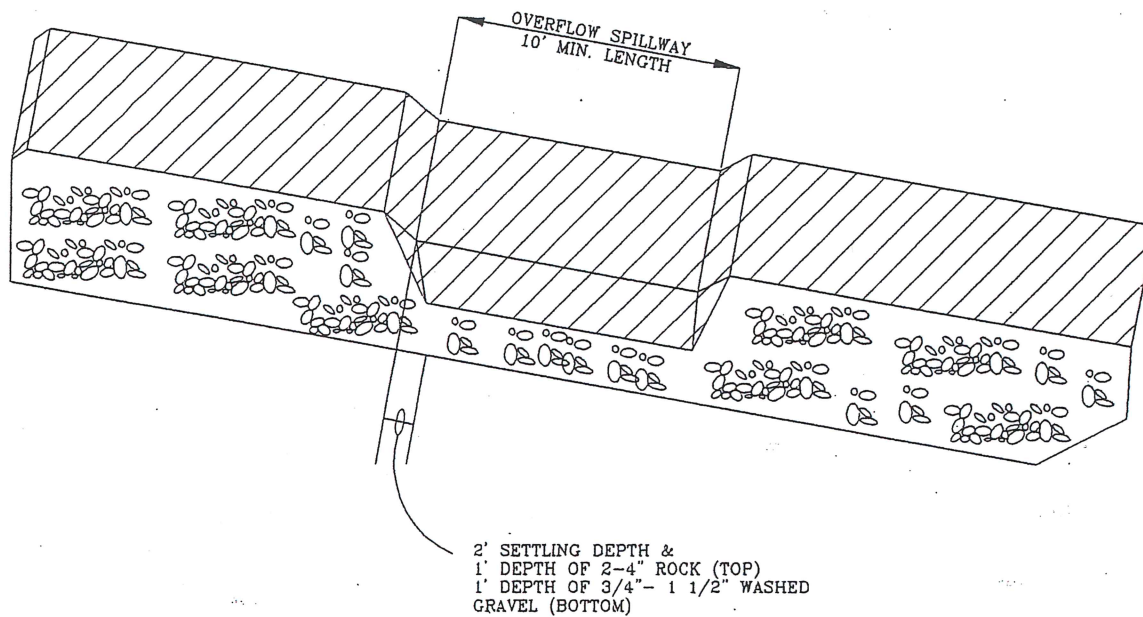 OVERFLOW SPILLWAY
10' MIN. LENGTH
2' SETTLING DEPTH &
1' DEPTH OF 2-4" ROCK (TOP)
1' DEPTH OF 3/4"- 1 1/2" WASHED
GRAVEL (BOTTOM)